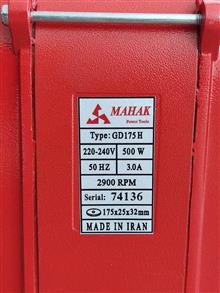 MAHAK
Power Tools
Type: GD175H
220-240V 500 W
50 HZ 3.0A
2900 RPM
Serial: 74136
175x25x32mm
MADE IN IRAN